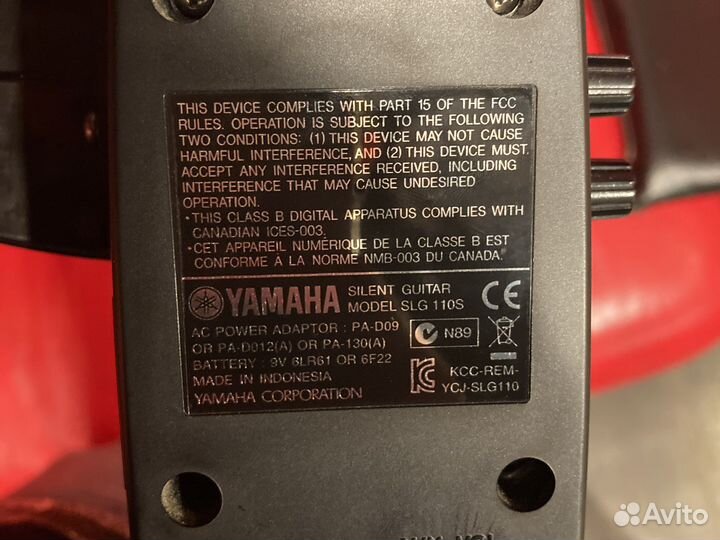 THIS DEVICE COMPLIES WITH PART 15 OF THE FCC
RULES. OPERATION IS SUBJECT TO THE FOLLOWING
TWO CONDITIONS: (1) THIS DEVICE MAY NOT CAUSE
HARMFUL INTERFERENCE, AND (2) THIS DEVICE MUST
ACCEPT ANY INTERFERENCE RECEIVED, INCLUDING
INTERFERENCE THAT MAY CAUSE UNDESIRED
OPERATION.
•THIS CLASS B DIGITAL APPARATUS COMPLIES WITH
CANADIAN ICES-003.
•CET APPAREIL NUMÉRIQUE DE LA CLASSE B EST
CONFORME À LA NORME NMB-003 DU CANADA.
YAMAHA SILENT GUITAR
MODEL SLG 110S CE
AC POWER ADAPTOR : PA-D09
OR PA-D012(A) OR PA-130(A)
N89
BATTERY : 9V 6LR61 OR 6F22
MADE IN INDONESIA
YAMAHA CORPORATION
KCC-REM-
YCJ-SLG110
Avito